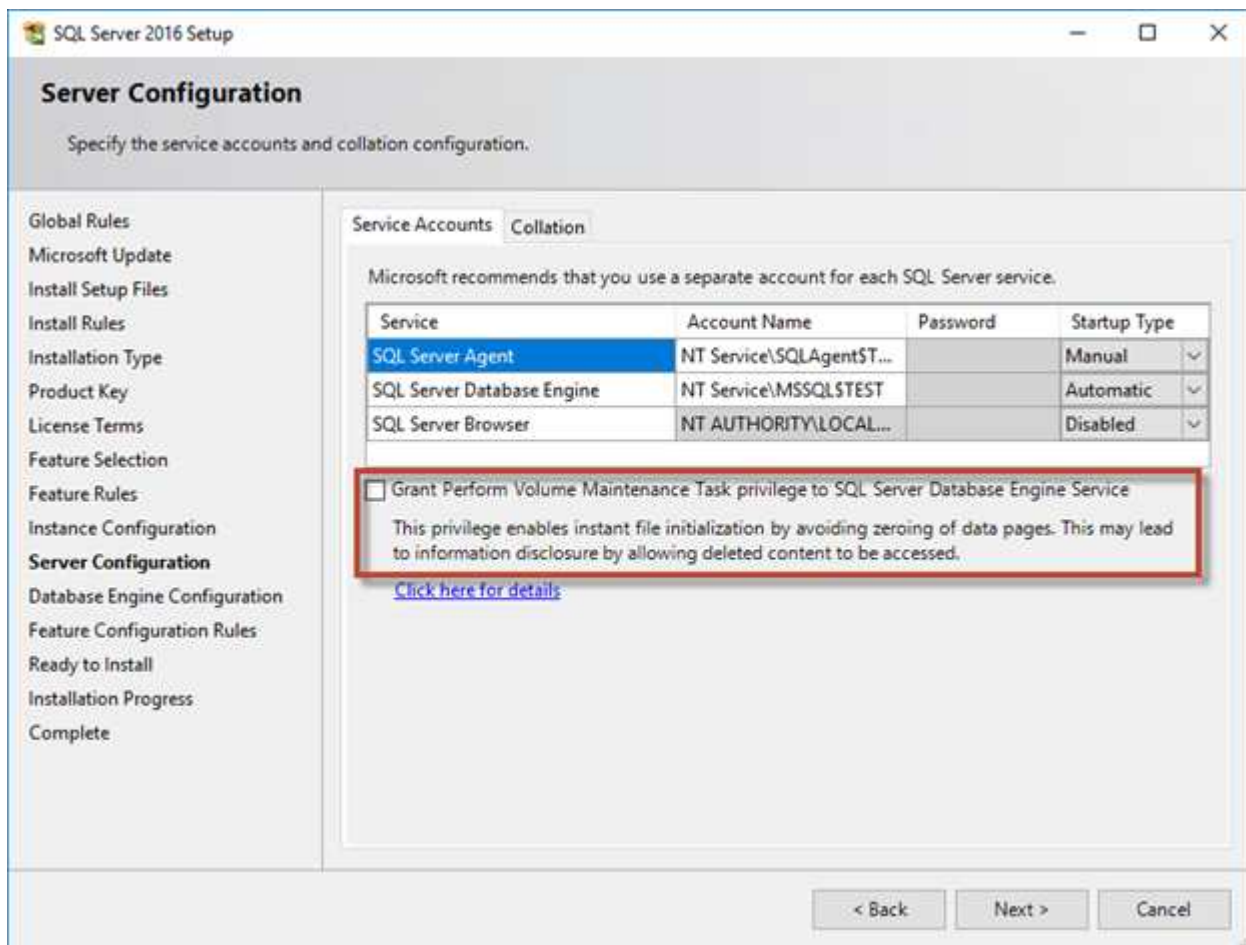 SQL Server 2016 Setup
Server Configuration
Specify the service accounts and collation configuration.
Global Rules
Microsoft Update
Install Setup Files
Install Rules
Installation Type
Product Key
License Terms
Feature Selection
Feature Rules
Instance Configuration
Server Configuration
Database Engine Configuration
Feature Configuration Rules
Ready to Install
Installation Progress
Complete
Service Accounts Collation
Microsoft recommends that you use a separate account for each SQL Server service.
Service Account Name Password Startup Type
SQL Server Agent NT Service\SQLAgent$T... Manual
SQL Server Database Engine NT Service\MSSQL$TEST Automatic
SQL Server Browser NT AUTHORITY\LOCAL... Disabled
Grant Perform Volume Maintenance Task privilege to SQL Server Database Engine Service
This privilege enables instant file initialization by avoiding zeroing of data pages. This may lead
to information disclosure by allowing deleted content to be accessed.
Click here for details
< Back Next > Cancel